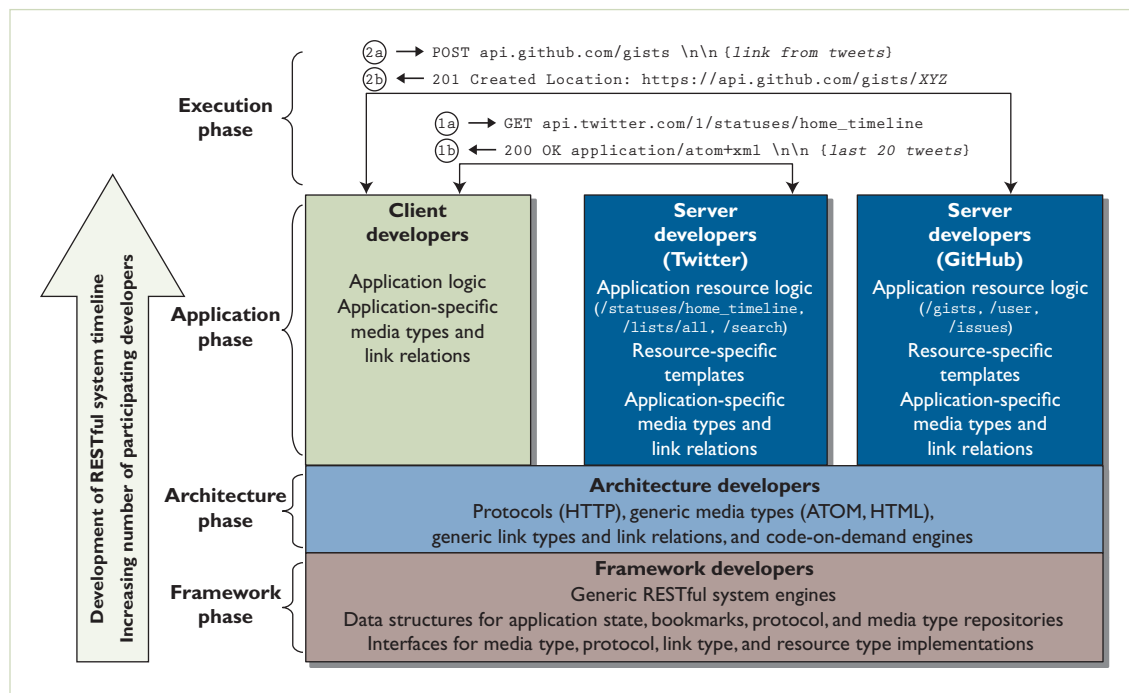 2a POST api.github.com/gists \n\n {link from tweets}
2b 201 Created Location: https://api.github.com/gists/XYZ
Execution
phase
1a GET api.twitter.com/1/statuses/home_timeline
1b 200 OK application/atom+xml \n\n {last 20 tweets}
Development of RESTful system timeline
Increasing number of participating developers
Application
phase
Client
developers
Application logic
Application-specific
media types and
link relations
Server
developers
(Twitter)
Application resource logic
(/statuses/home_timeline,
/lists/all, /search)
Resource-specific
templates
Application-specific
media types and
link relations
Server
developers
(GitHub)
Application resource logic
(/gists, /user,
/issues)
Resource-specific
templates
Application-specific
media types and
link relations
Architecture
phase
Architecture developers
Protocols (HTTP), generic media types (ATOM, HTML),
generic link types and link relations, and code-on-demand engines
Framework
phase
Framework developers
Generic RESTful system engines
Data structures for application state, bookmarks, protocol, and media type repositories
Interfaces for media type, protocol, link type, and resource type implementations